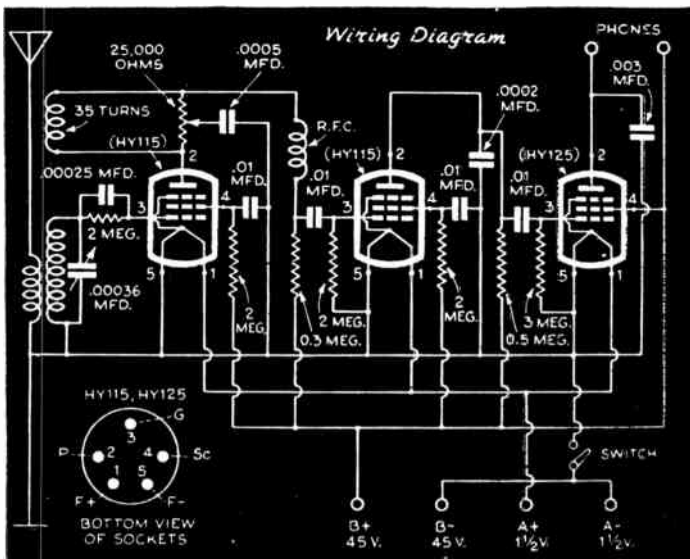 Wiring Diagram
PHONES
25,000
OHMS
.0005
MFD.
.0002
MFD.
.003
MFD.
35 TURNS
R.F.C.
(HY115)
2
(HY115)
2
(HY125)
2
.00025 MFD.
.01
MFD.
.01
MFD.
.01
MFD.
.01
MFD.
3
4
3
4
3
4
2
MEG.
.00036
MFD.
5
1
5
1
5
1
2
MEG.
2
MEG.
0.3 MEG.
2
MEG.
3
MEG.
0.5 MEG.
HY115, HY125
G
3
P
2
4
Sc
1
5
F+
F-
BOTTOM VIEW
OF SOCKETS
SWITCH
B+
45 V.
B-
45 V.
A+
1½ V.
A-
1½ V.